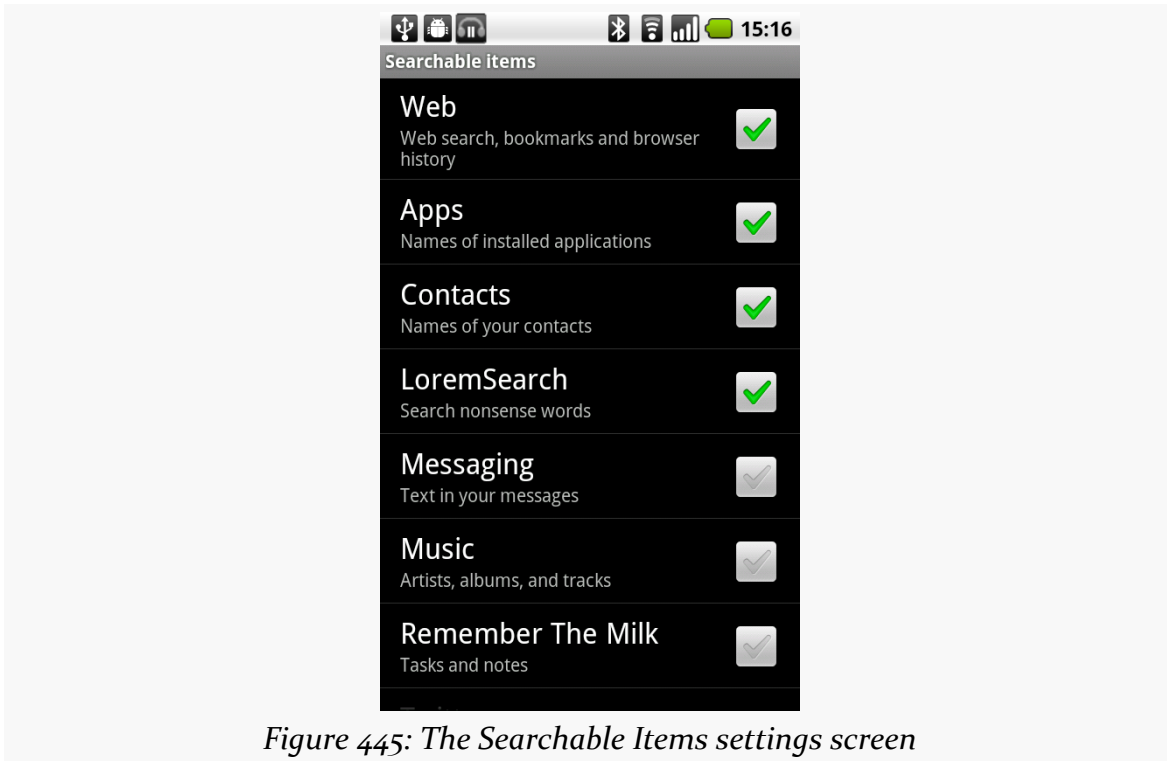 15:16
Searchable items
Web
Web search, bookmarks and browser
history
Apps
Names of installed applications
Contacts
Names of your contacts
LoremSearch
Search nonsense words
Messaging
Text in your messages
Music
Artists, albums, and tracks
Remember The Milk
Tasks and notes
Figure 445: The Searchable Items settings screen